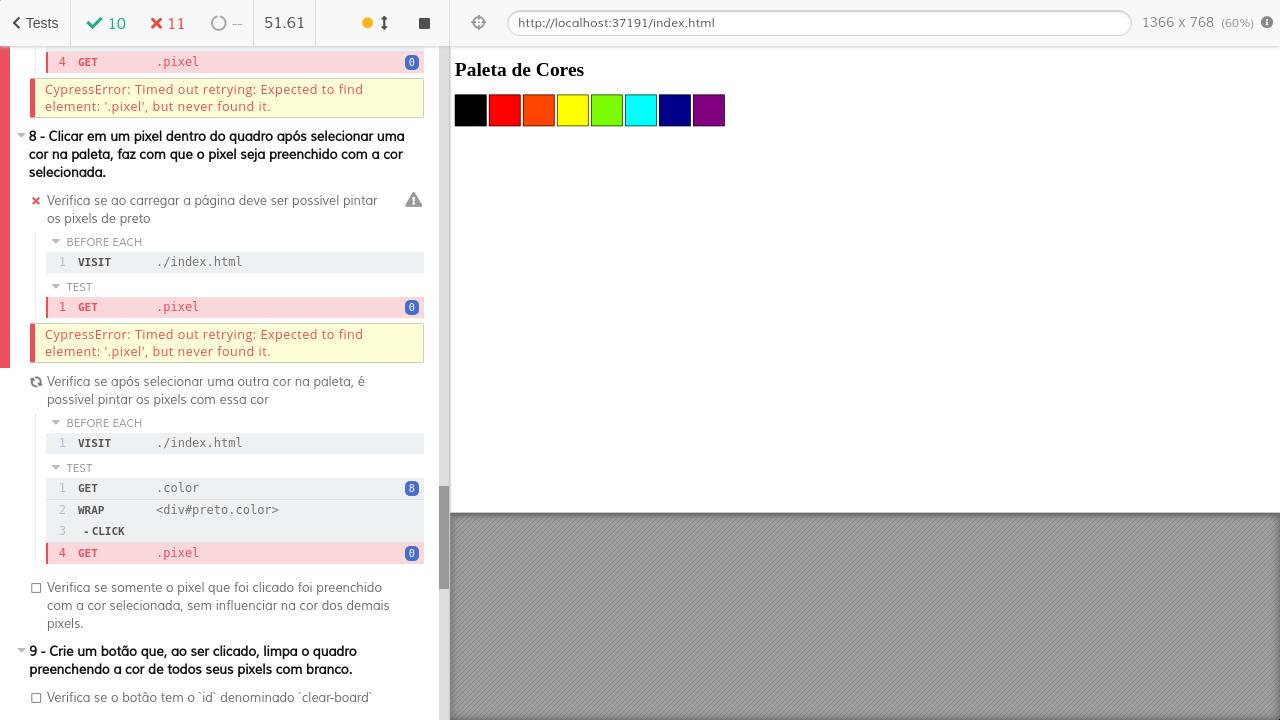 Tests
10
11
--
51.61
http://localhost:37191/index.html
1366 x 768 (60%)
4 GET .pixel 0
CypressError: Timed out retrying: Expected to find
element: '.pixel', but never found it.
8 - Clicar em um pixel dentro do quadro após selecionar uma
cor na paleta, faz com que o pixel seja preenchido com a cor
selecionada.
Verifica se ao carregar a página deve ser possível pintar
os pixels de preto
BEFORE EACH
1 VISIT ./index.html
TEST
1 GET .pixel 0
CypressError: Timed out retrying: Expected to find
element: '.pixel', but never found it.
Verifica se após selecionar uma outra cor na paleta, é
possível pintar os pixels com essa cor
BEFORE EACH
1 VISIT ./index.html
TEST
1 GET .color 8
2 WRAP <div#preto.color>
3 -CLICK
4 GET .pixel 0
Verifica se somente o pixel que foi clicado foi preenchido
com a cor selecionada, sem influenciar na cor dos demais
pixels.
9 - Crie um botão que, ao ser clicado, limpa o quadro
preenchendo a cor de todos seus pixels com branco.
Verifica se o botão tem o `id` denominado `clear-board`
Paleta de Cores